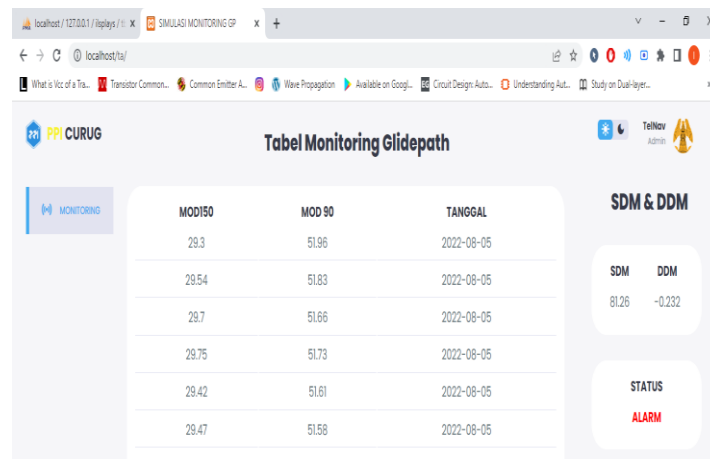 localhost / 127.0.0.1 / ilsplays / t
SIMULASI MONITORING GP
localhost/ta/
What is Vcc of a Tra...
Transistor Common...
Common Emitter A...
Wave Propagation
Available on Googl...
Circuit Design: Auto...
Understanding Aut...
Study on Dual-layer...
PPI CURUG
Tabel Monitoring Glidepath
TelNav
Admin
MONITORING
MOD150 MOD 90 TANGGAL
29.3 51.96 2022-08-05
29.54 51.83 2022-08-05
29.7 51.66 2022-08-05
29.75 51.73 2022-08-05
29.42 51.61 2022-08-05
29.47 51.58 2022-08-05
SDM & DDM
SDM DDM
81.26 -0.232
STATUS
ALARM